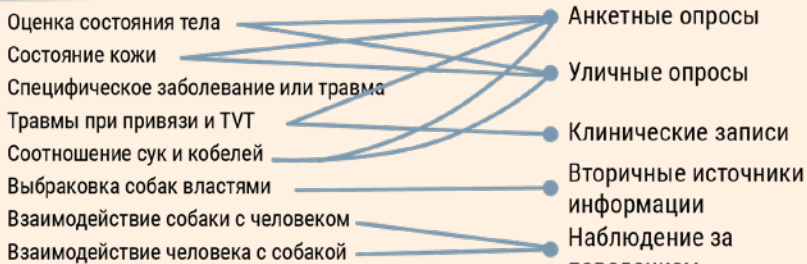 Оценка состояния тела
Состояние кожи
Специфическое заболевание или травма
Травмы при привязи и TVT
Соотношение сук и кобелей
Выбраковка собак властями
Взаимодействие собаки с человеком
Взаимодействие человека с собакой
Анкетные опросы
Уличные опросы
Клинические записи
Вторичные источники
информации
Наблюдение за